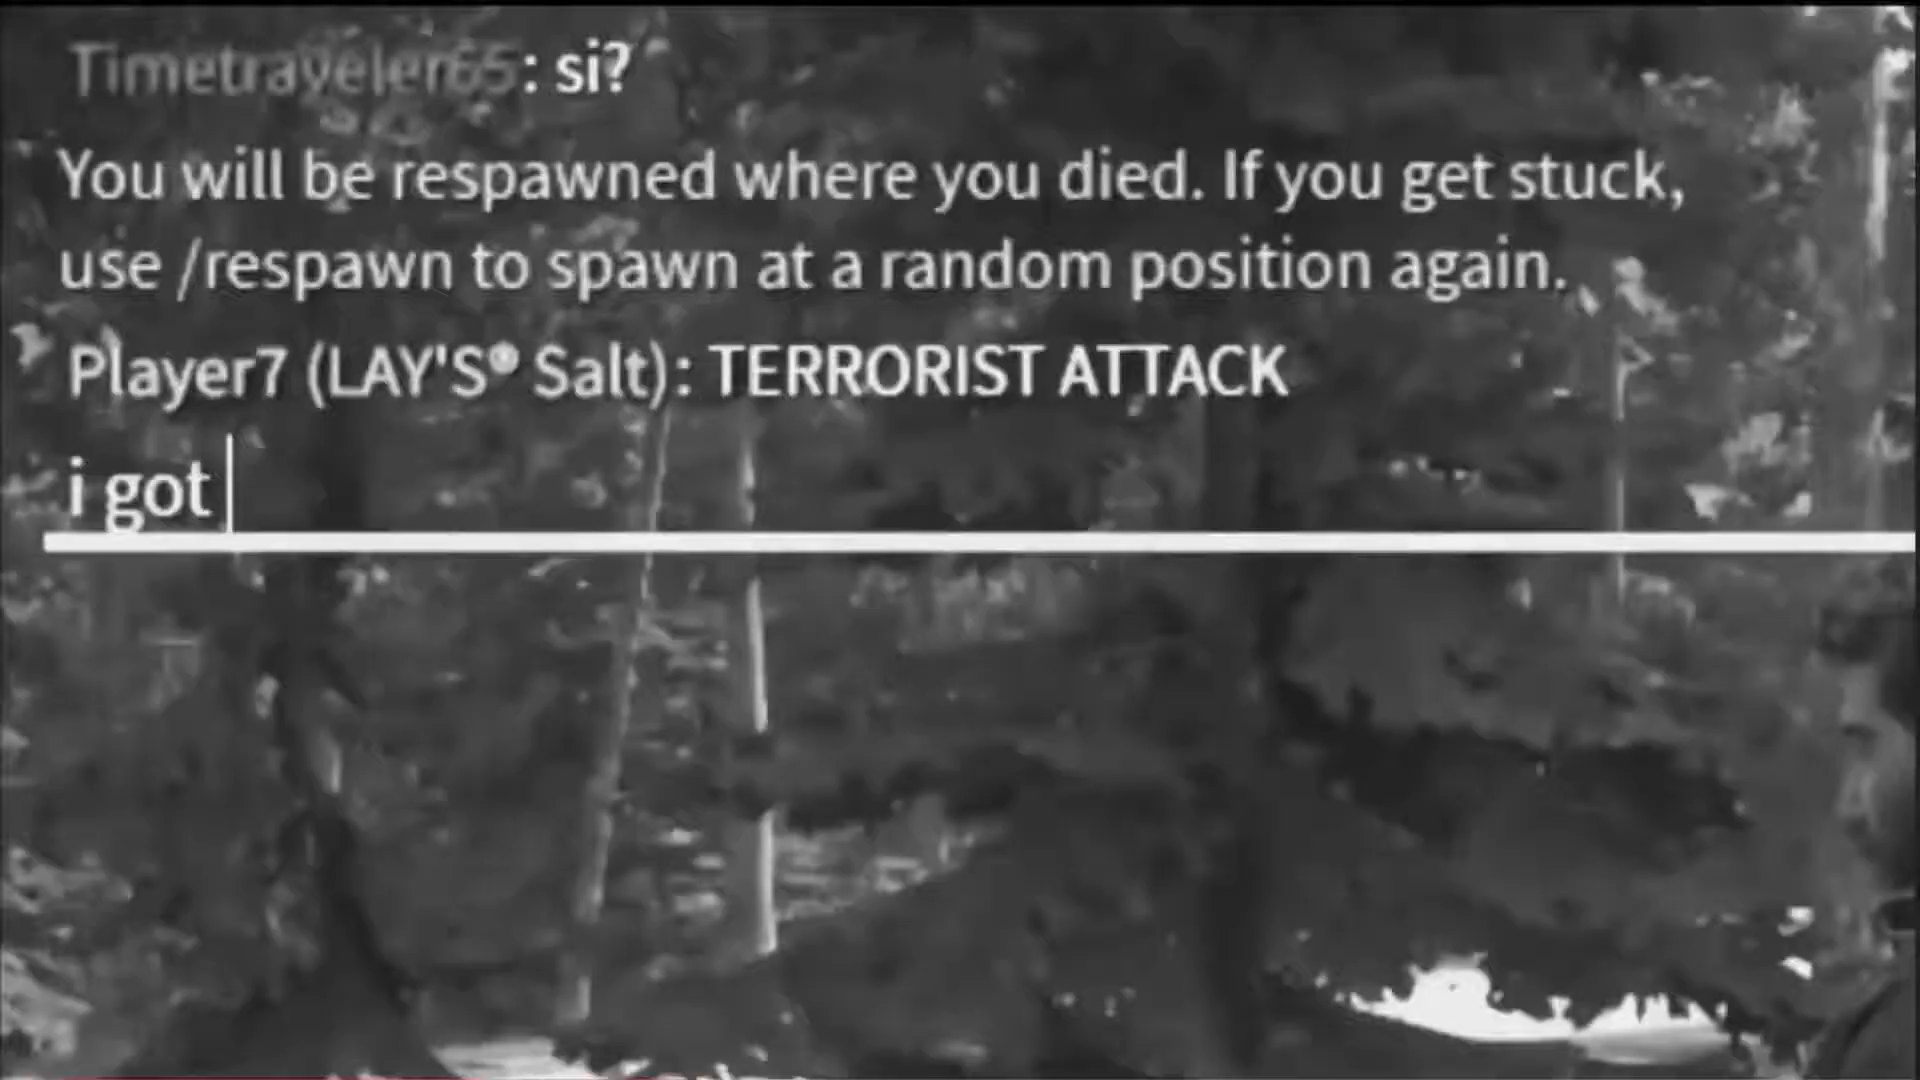 Timetraveler65: si?
You will be respawned where you died. If you get stuck,
use /respawn to spawn at a random position again.
Player7 (LAY'S® Salt): TERRORIST ATTACK
i got